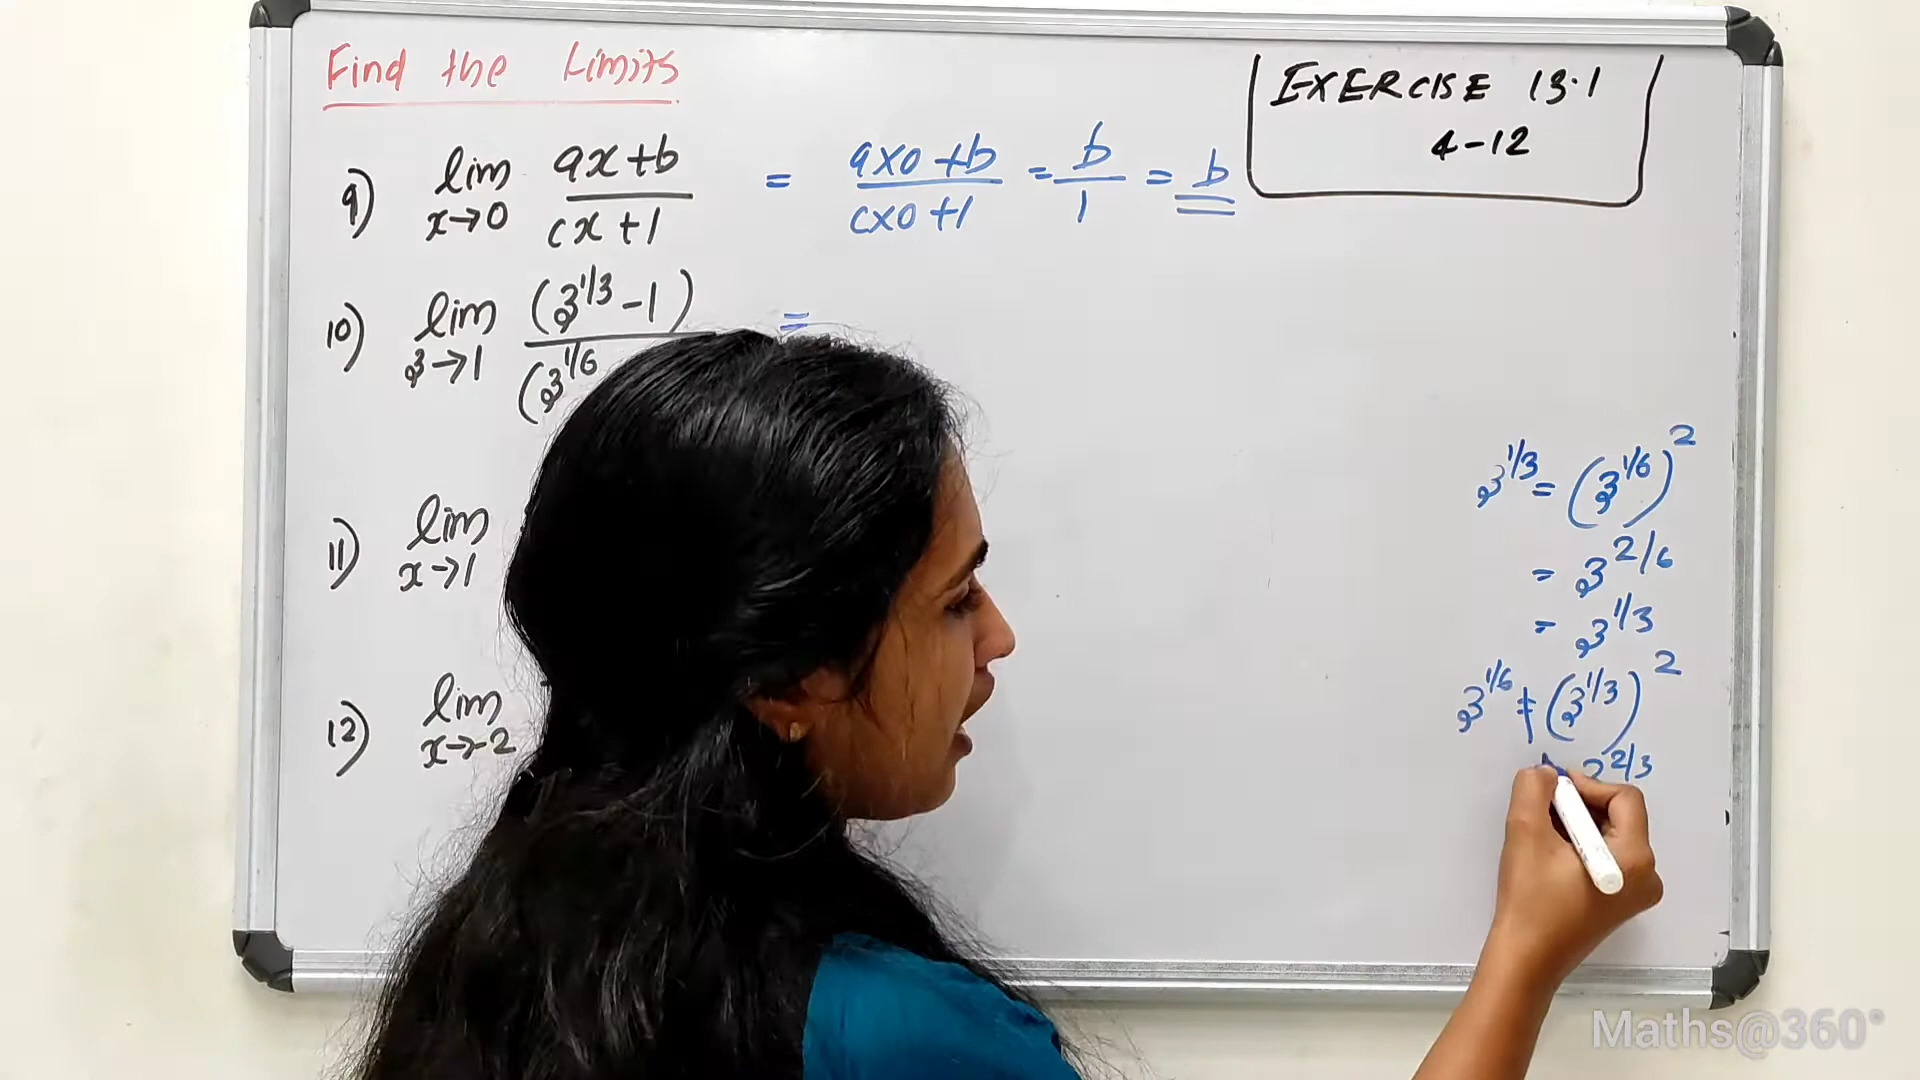 Find the Limits
EXERCISE 13.1
4-12
9) lim x→0 ax+b / cx+1 = a×0+b / c×0+1 = b / 1 = b
10) lim z→1 (z^1/3 - 1) / (z^1/6 =
z^1/3 = (z^1/6)^2
= z^2/6
= z^1/3
11) lim x→1
z^1/6 ≠ (z^1/3)^2
z^2/3
12) lim x→-2
Maths@360°